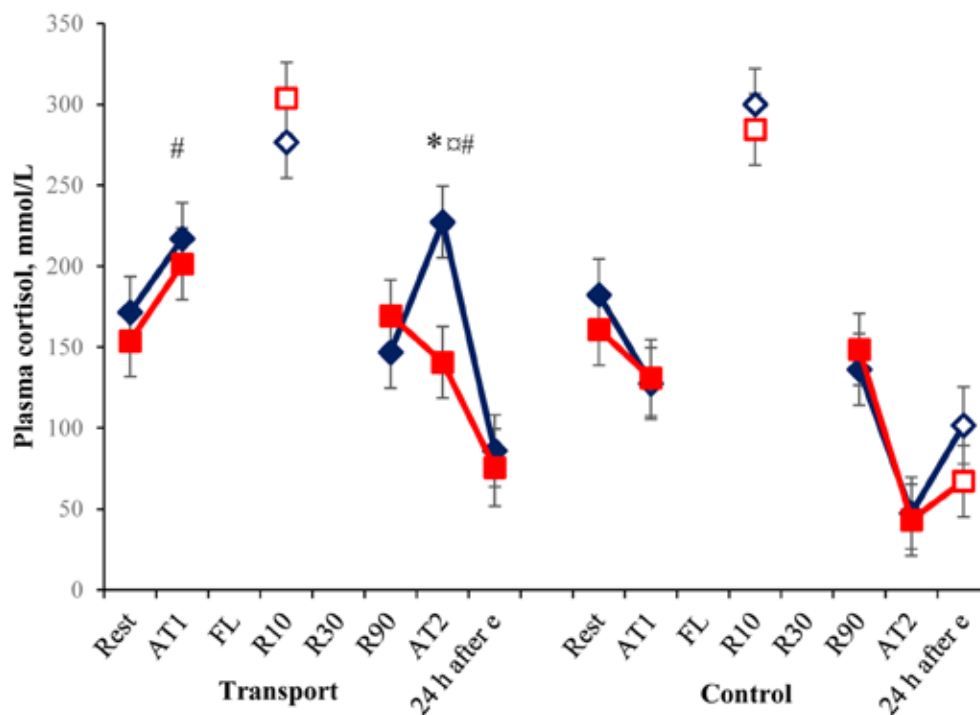 350
300
250
200
150
100
50
0
Plasma cortisol, mmol/L
#
*¤#
Rest
AT1
FL
R10
R30
R90
AT2
24 h after e
Rest
AT1
FL
R10
R30
R90
AT2
24 h after e
Transport
Control